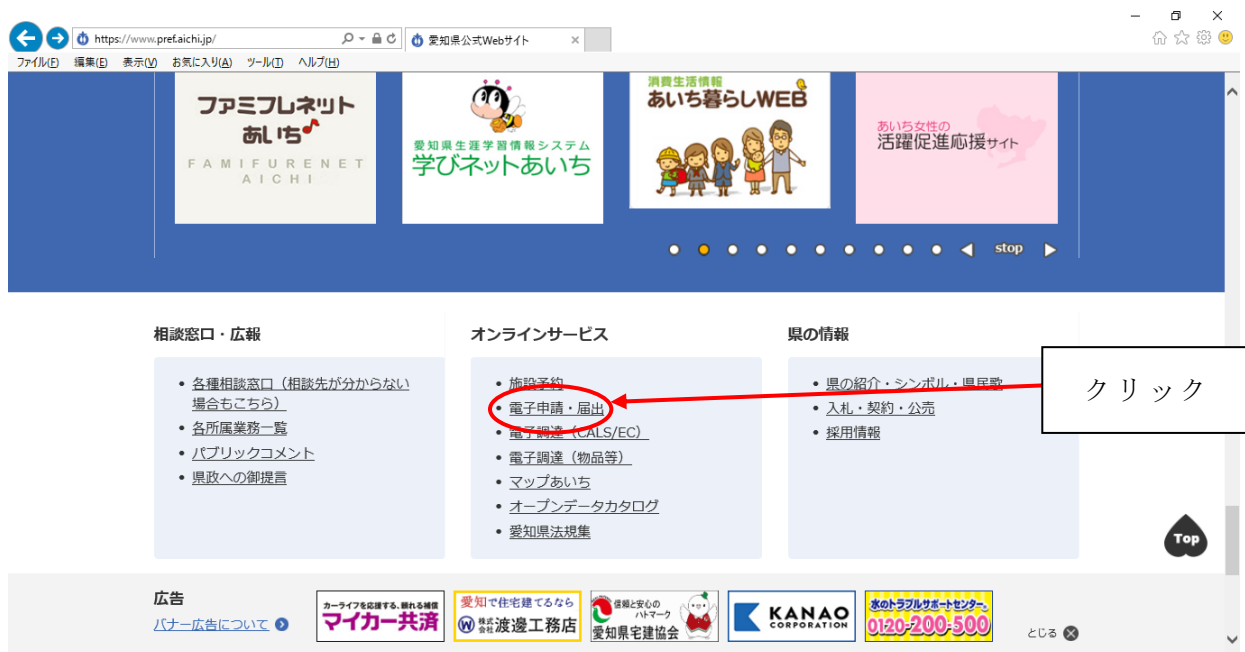 https://www.pref.aichi.jp/
愛知県公式Webサイト
ファイル(F) 編集(E) 表示(V) お気に入り(A) ツール(T) ヘルプ(H)
ファミフレネット
あいち
FAMIFURENET
AICHI
愛知県生涯学習情報システム
学びネットあいち
消費生活情報
あいち暮らしWEB
あいち女性の
活躍促進応援サイト
stop
相談窓口・広報
各種相談窓口（相談先が分からない
場合もこちら）
各所属業務一覧
パブリックコメント
県政への御提言
オンラインサービス
施設予約
電子申請・届出
電子調達（CALS/EC）
電子調達（物品等）
マップあいち
オープンデータカタログ
愛知県法規集
県の情報
県の紹介・シンボル・県民歌
入札・契約・公売
採用情報
クリック
Top
広告
バナー広告について
カーライフを応援する、頼れる補償
マイカー共済
愛知で住宅建てるなら
W 株式会社 渡邊工務店
信頼と安心の
ハトマーク
愛知県宅建協会
KANAO
CORPORATION
水のトラブルサポートセンター。
0120-200-500
とじる